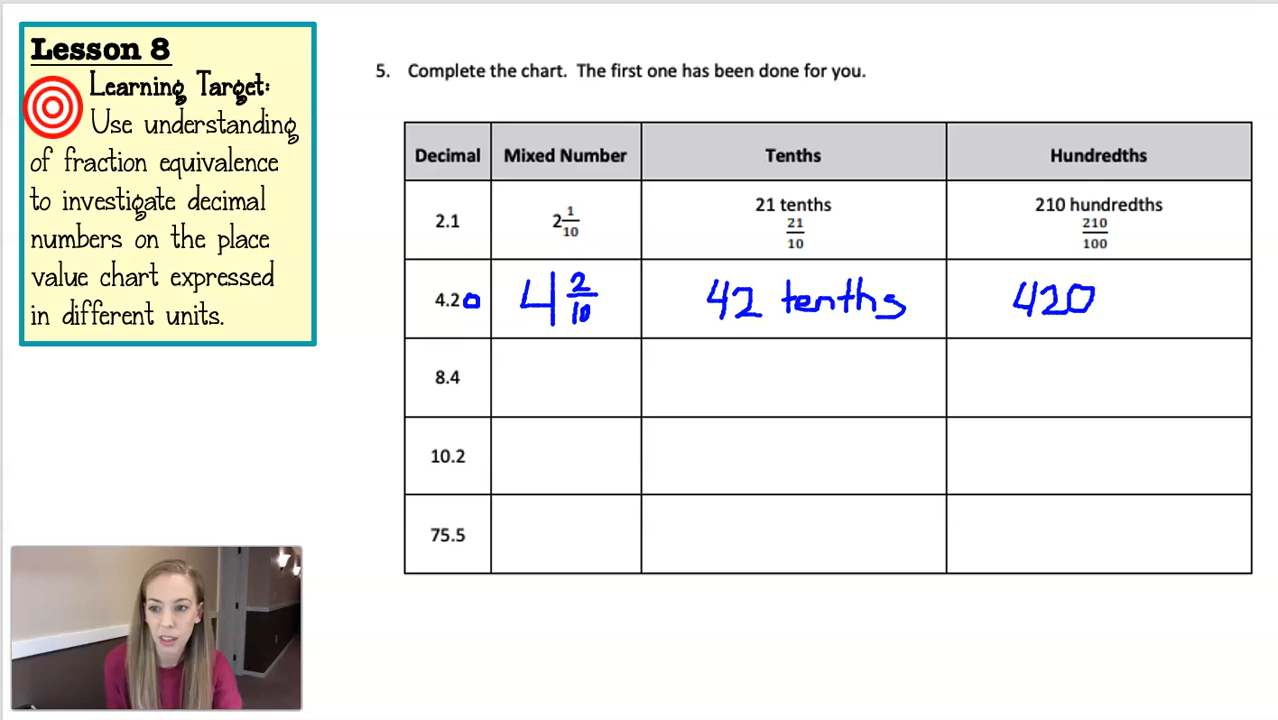 Lesson 8
Learning Target:
Use understanding
of fraction equivalence
to investigate decimal
numbers on the place
value chart expressed
in different units.
5. Complete the chart. The first one has been done for you.
Decimal Mixed Number Tenths Hundredths
2.1 2 1/10 21 tenths 21/10 210 hundredths 210/100
4.20 4 2/10 42 tenths 420
8.4
10.2
75.5